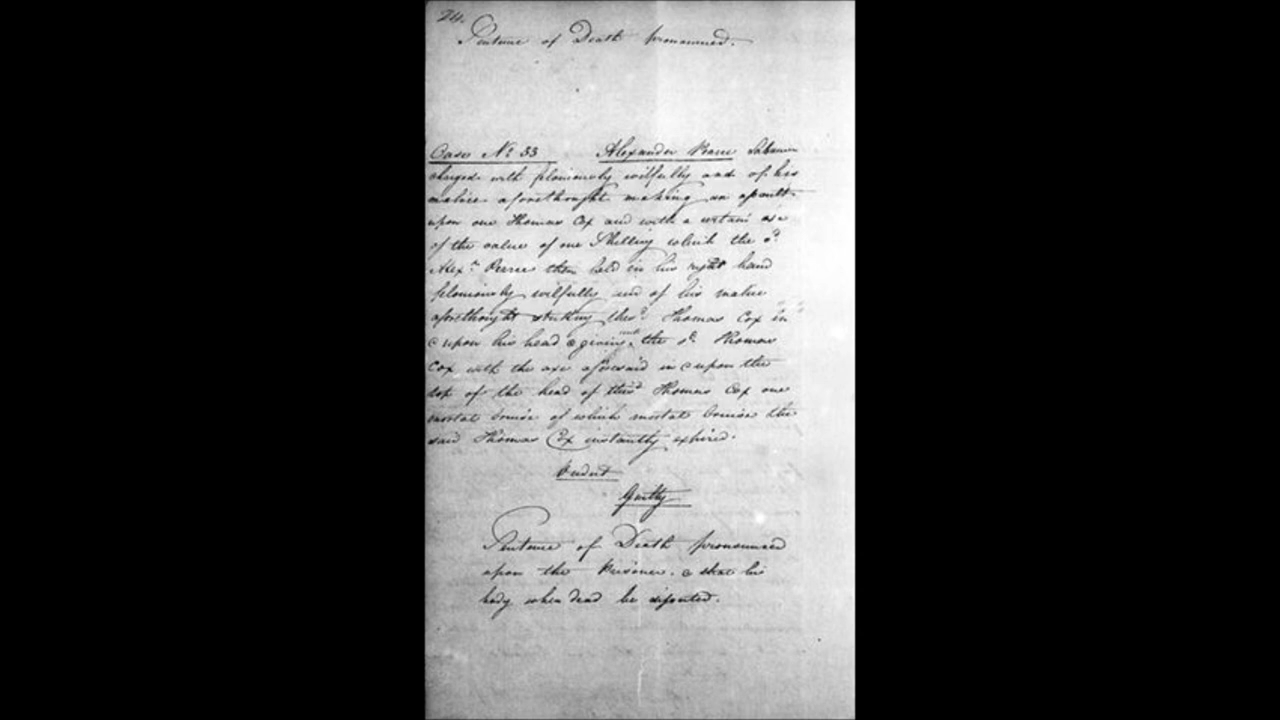 24.
Sentence of Death pronounced.
Case No. 33 Alexander Pearce Labourer
charged with feloniously wilfully and of his
malice aforethought making an assault
upon one Thomas Cox and with a certain axe
of the value of one Shilling which the sd.
Alexr. Pearce then held in his right hand
feloniously wilfully and of his malice
aforethought striking the sd. Thomas Cox in
& upon his head & giving unto the sd. Thomas
Cox with the axe aforesaid in & upon the
top of the head of the sd. Thomas Cox one
mortal bruise of which mortal bruise the
said Thomas Cox instantly expired.
Verdict
Guilty
Sentence of Death pronounced
upon the Prisoner. & that his
body when dead be disected.